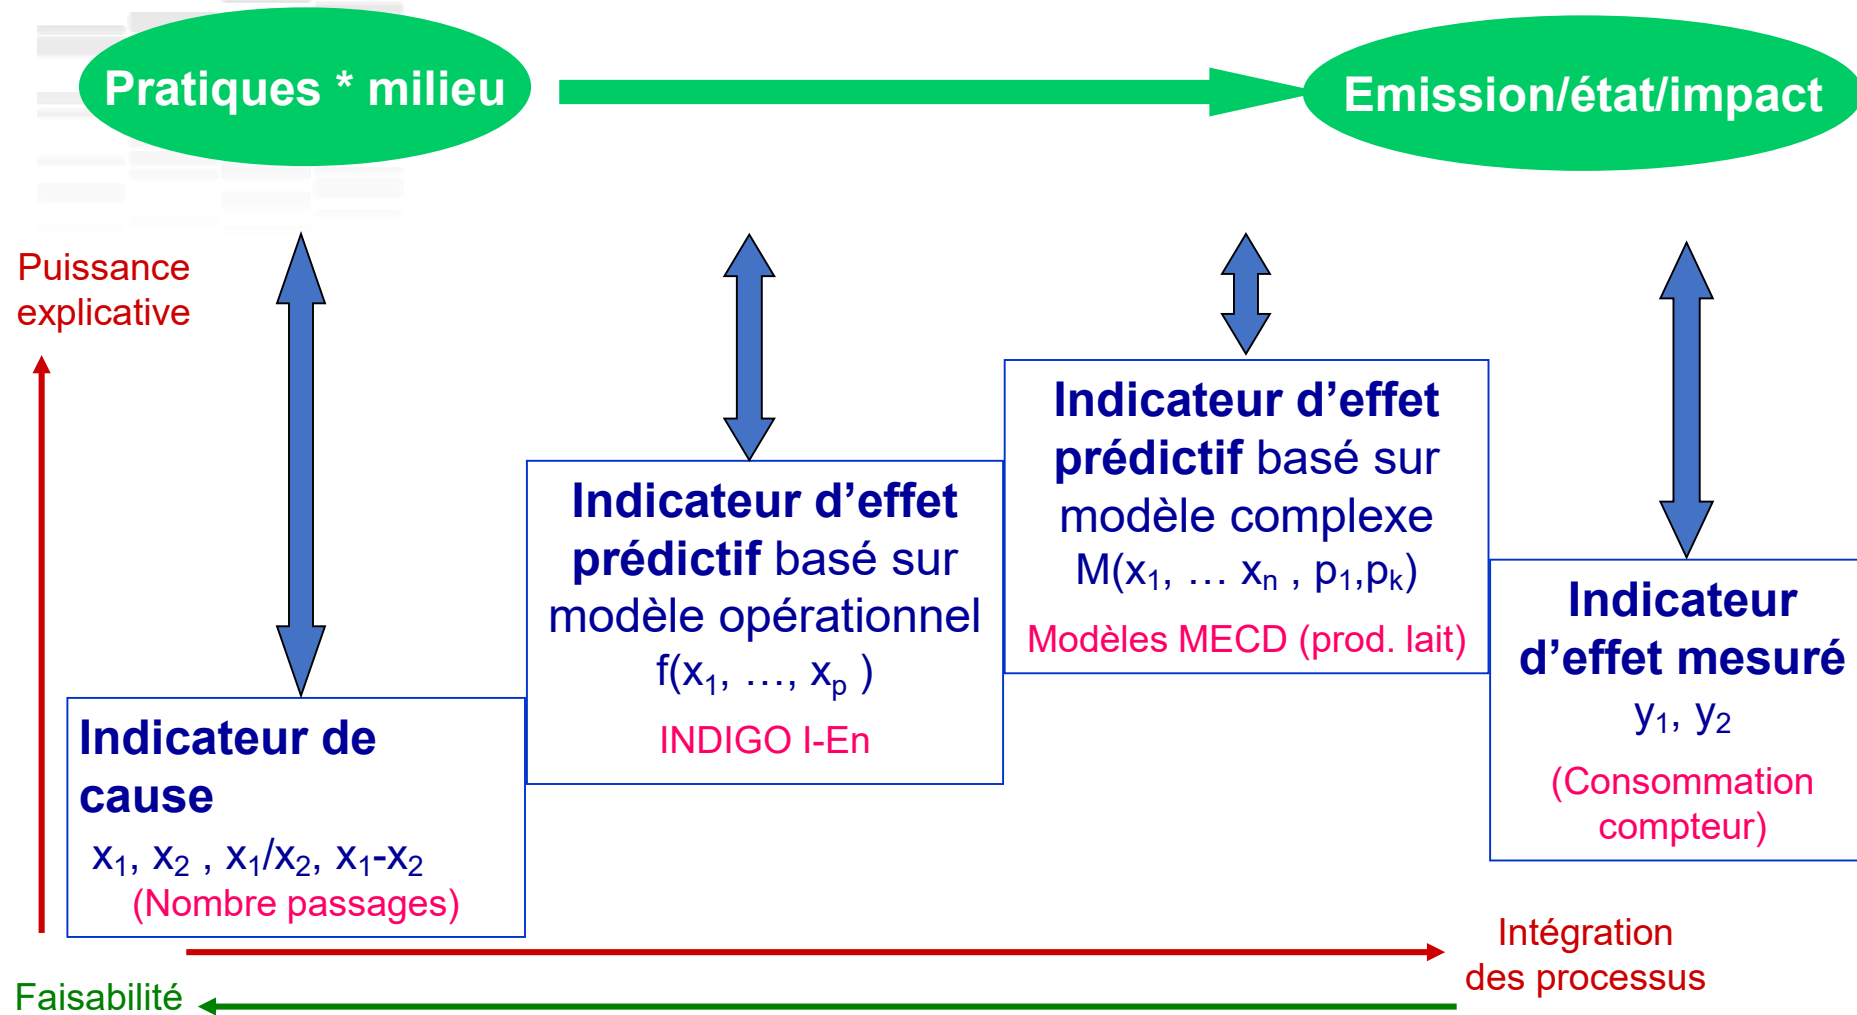 Pratiques * milieu
Emission/état/impact
Puissance
explicative
Indicateur de
cause
x₁, x₂ , x₁/x₂, x₁-x₂
(Nombre passages)
Indicateur d’effet
prédictif basé sur
modèle opérationnel
f(x₁, …, xₚ )
INDIGO I-En
Indicateur d’effet
prédictif basé sur
modèle complexe
M(x₁, … xₙ , p₁,pₖ)
Modèles MECD (prod. lait)
Indicateur
d’effet mesuré
y₁, y₂
(Consommation
compteur)
Intégration
des processus
Faisabilité